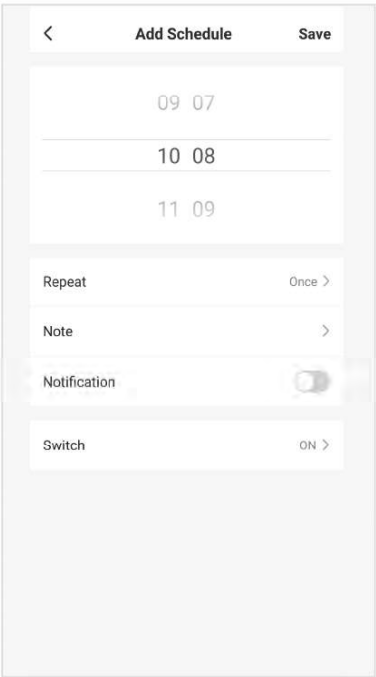 Add Schedule Save
09 07
10 08
11 09
Repeat Once
Note
Notification
Switch ON